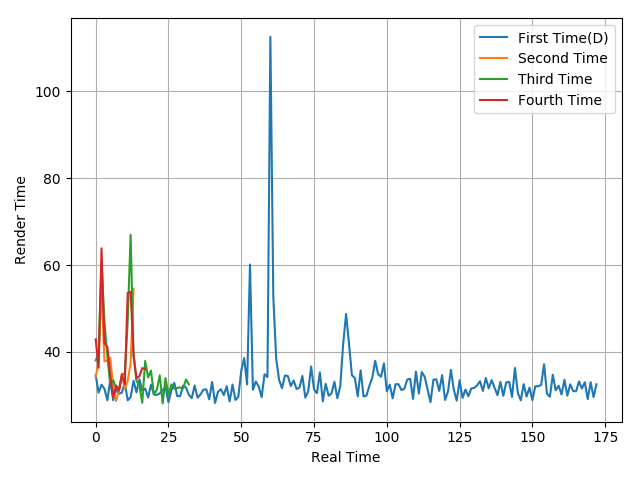 First Time(D)
Second Time
Third Time
Fourth Time
100
80
60
40
Render Time
0
25
50
75
100
125
150
175
Real Time